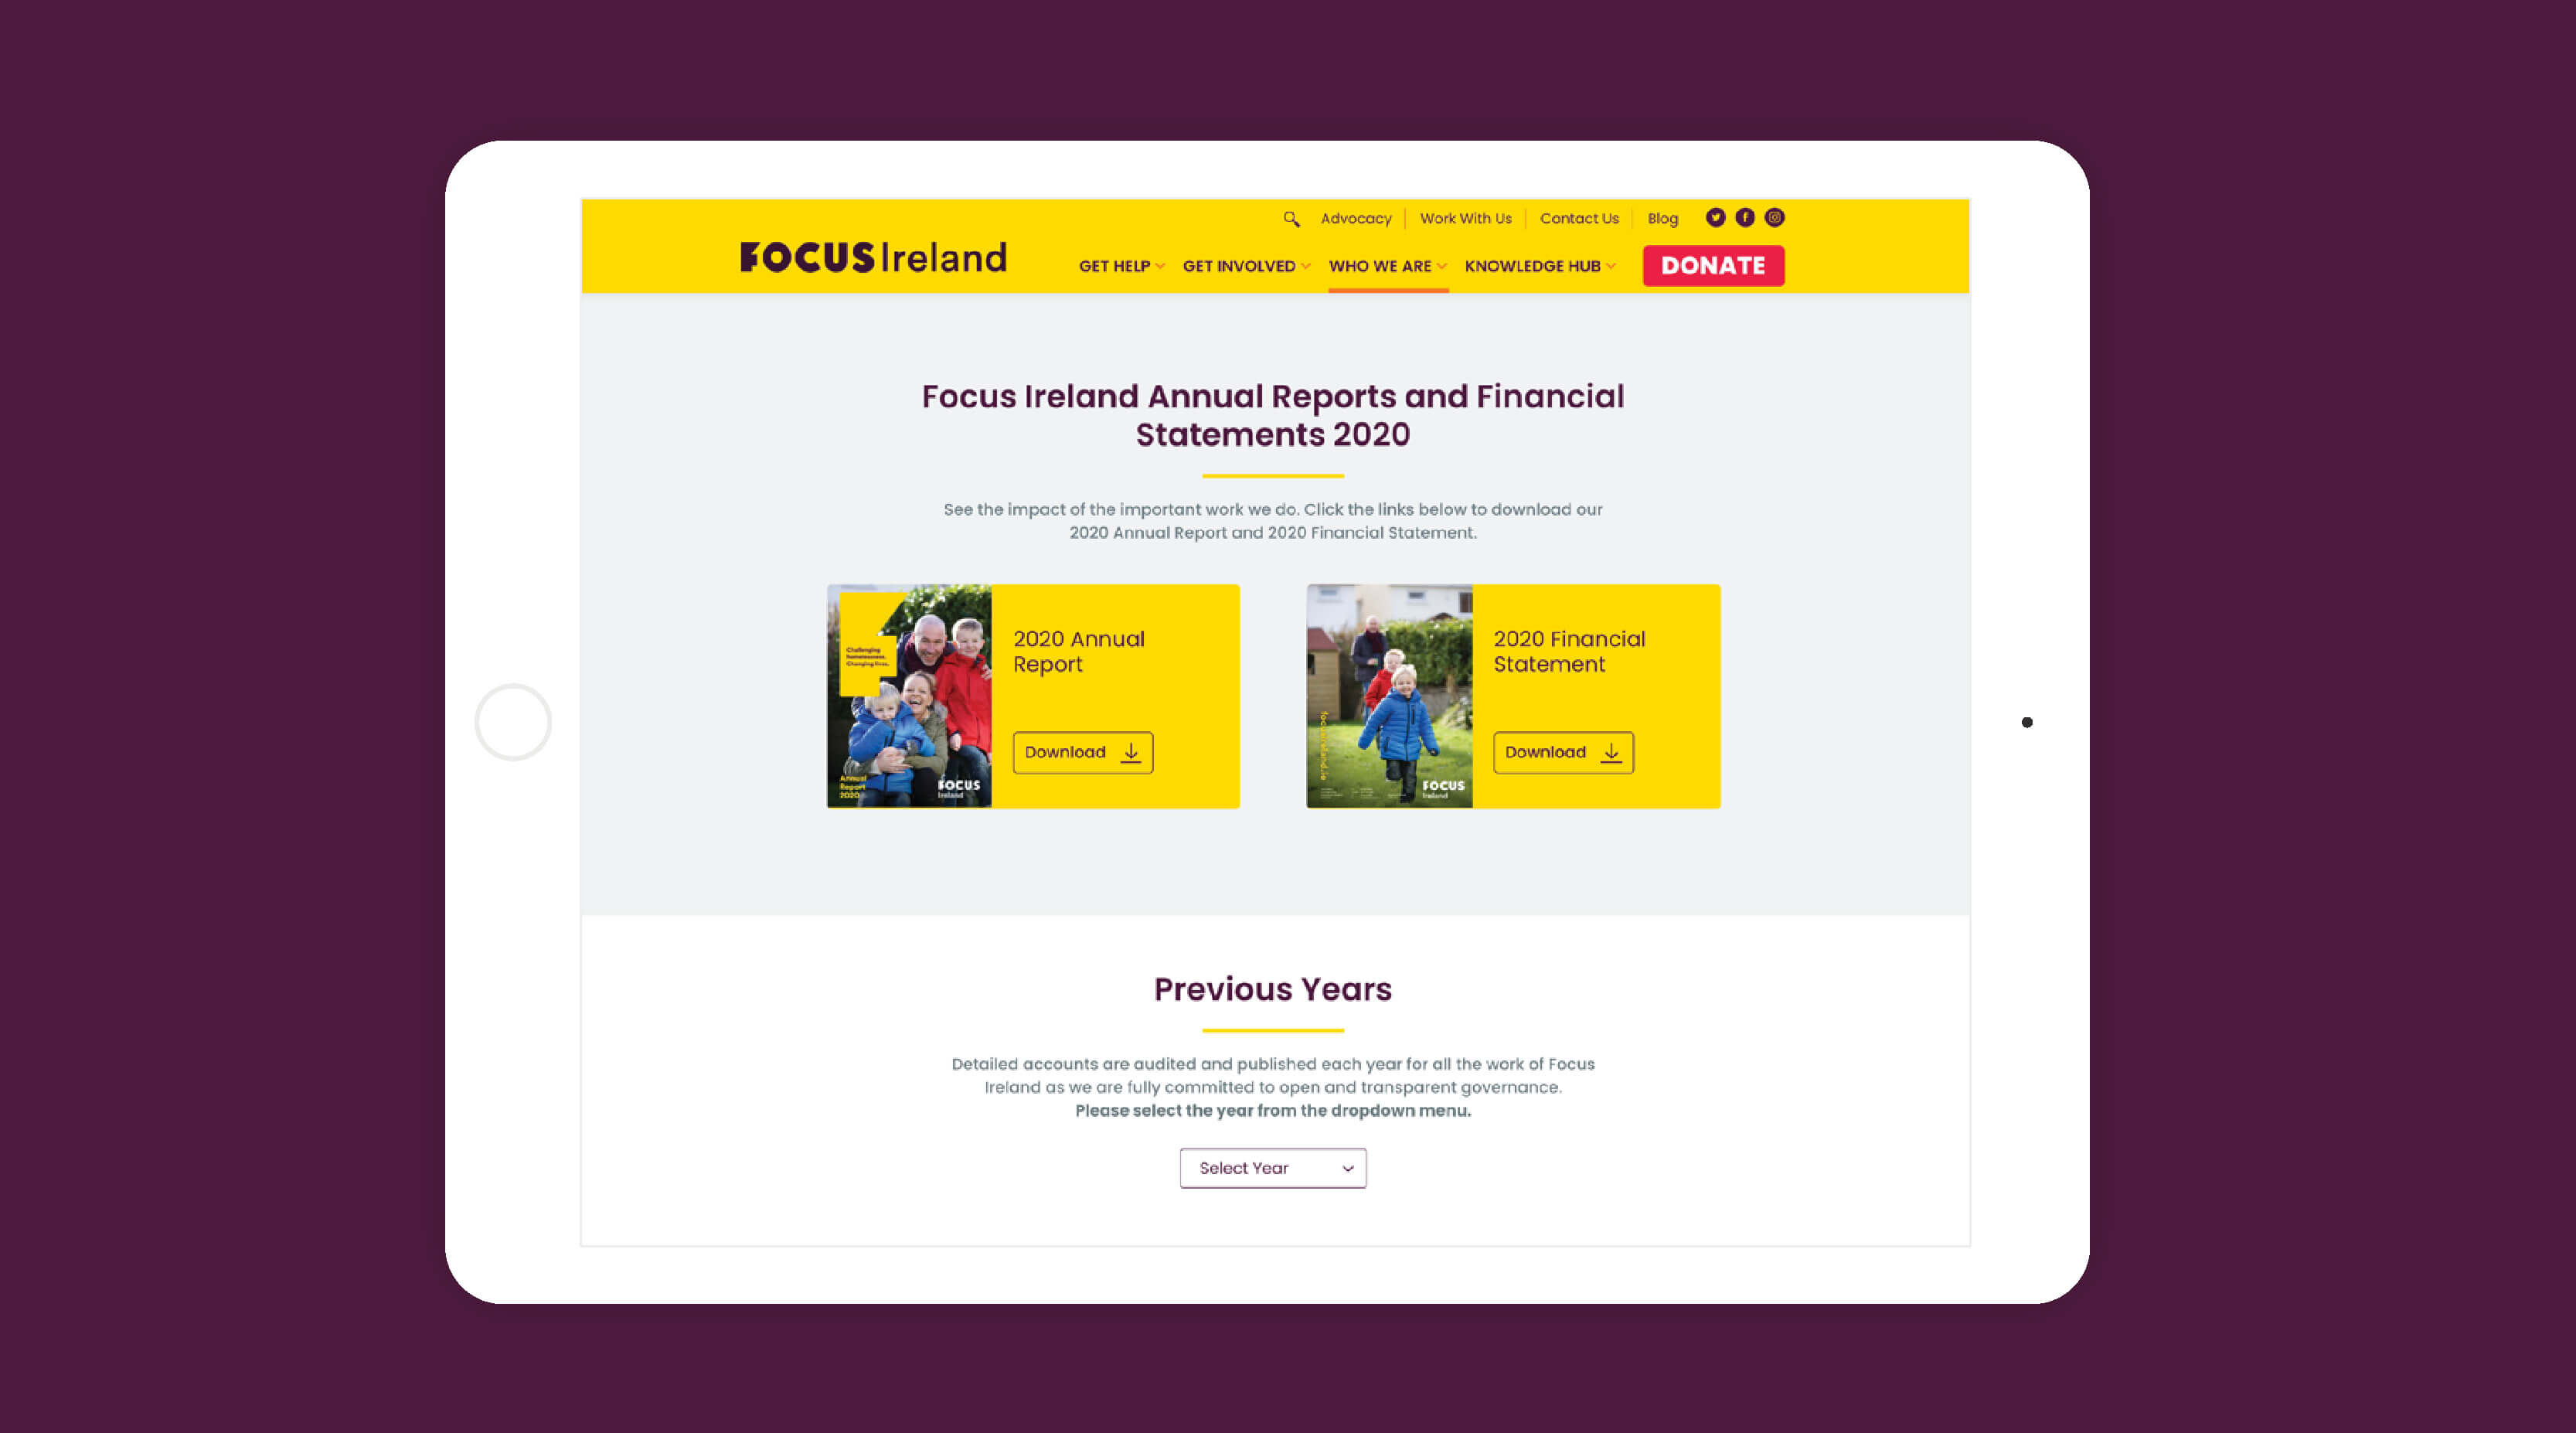 Advocacy
Work With Us
Contact Us
Blog
FOCUS Ireland
GET HELP
GET INVOLVED
WHO WE ARE
KNOWLEDGE HUB
DONATE
Focus Ireland Annual Reports and Financial
Statements 2020
See the impact of the important work we do. Click the links below to download our
2020 Annual Report and 2020 Financial Statement.
Challenging
homelessness.
Changing lives.
Annual
Report
2020
FOCUS
Ireland
2020 Annual
Report
Download
focusireland.ie
FOCUS
Ireland
2020 Financial
Statement
Download
Previous Years
Detailed accounts are audited and published each year for all the work of Focus
Ireland as we are fully committed to open and transparent governance.
Please select the year from the dropdown menu.
Select Year